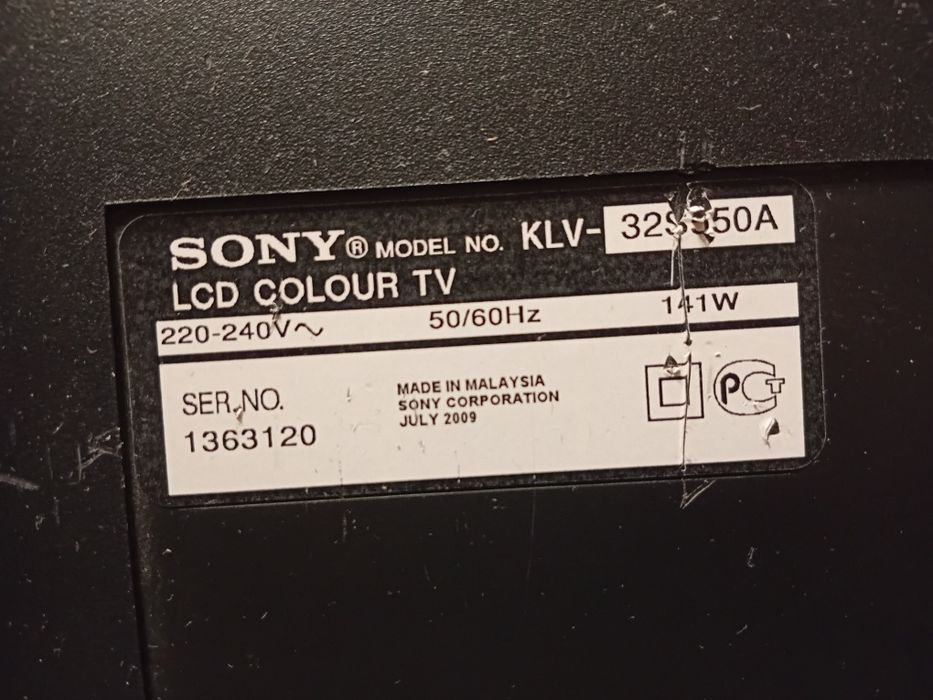 SONY® MODEL NO. KLV-
LCD COLOUR TV
220-240V~ 50/60Hz 141W
SER.NO.
1363120
MADE IN MALAYSIA
SONY CORPORATION
JULY 2009
РСТ